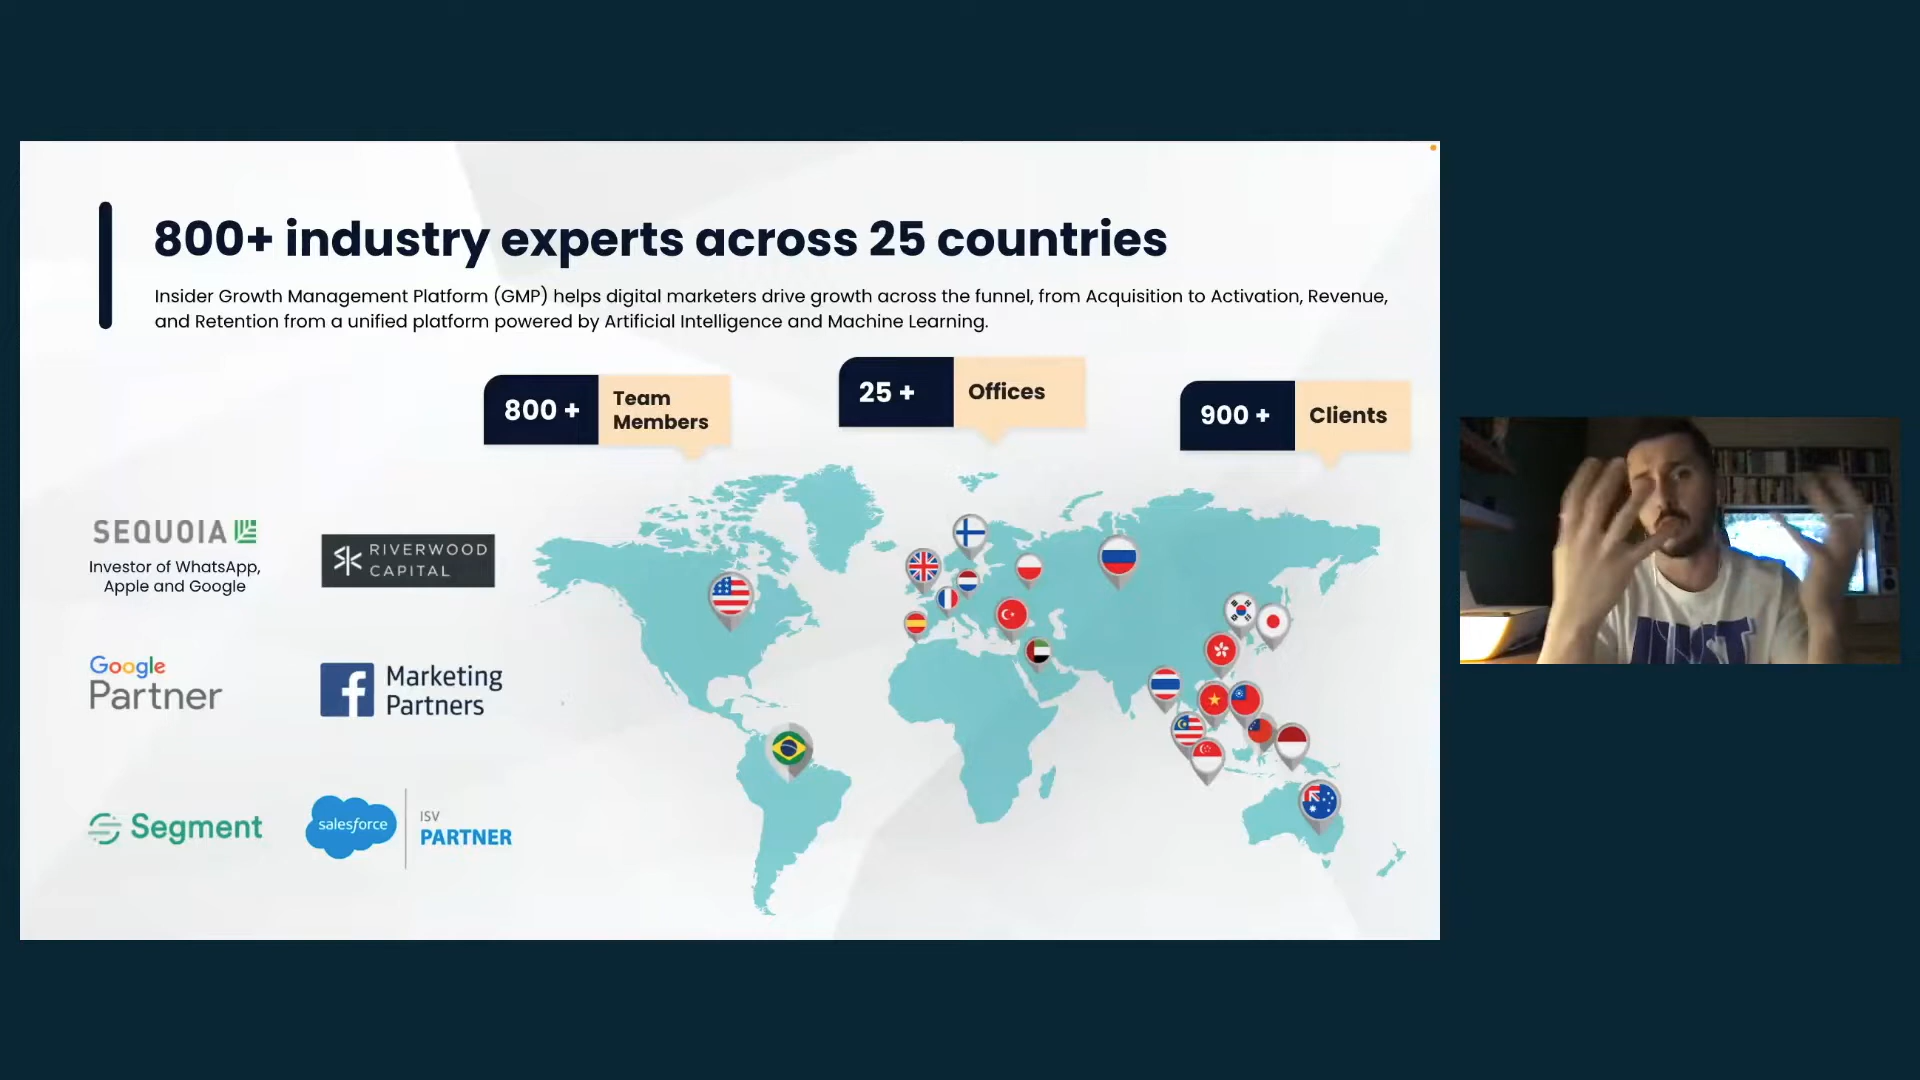 800+ industry experts across 25 countries
Insider Growth Management Platform (GMP) helps digital marketers drive growth across the funnel, from Acquisition to Activation, Revenue,
and Retention from a unified platform powered by Artificial Intelligence and Machine Learning.
800 +
Team
Members
25 +
Offices
900 +
Clients
SEQUOIA
Investor of WhatsApp,
Apple and Google
RIVERWOOD
CAPITAL
Google
Partner
f
Marketing
Partners
Segment
salesforce
ISV
PARTNER